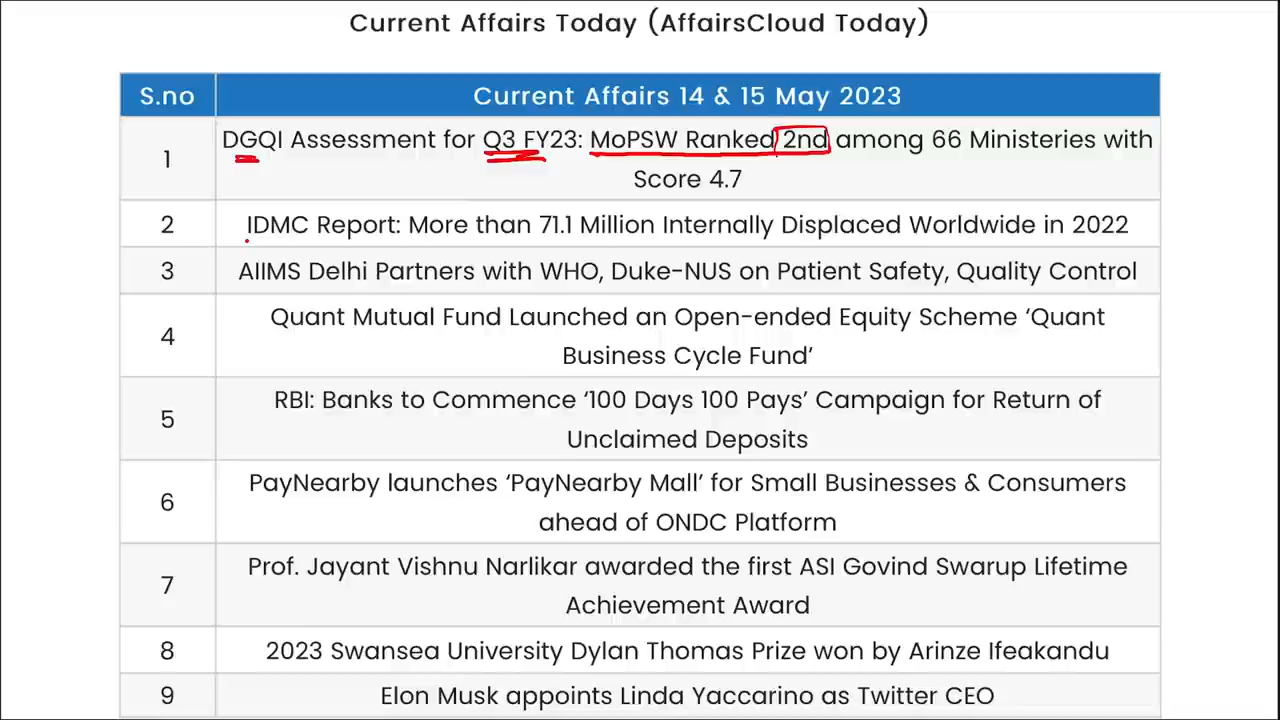 Current Affairs Today (AffairsCloud Today)
S.no Current Affairs 14 & 15 May 2023
1 DGQI Assessment for Q3 FY23: MoPSW Ranked 2nd among 66 Ministeries with
Score 4.7
2 IDMC Report: More than 71.1 Million Internally Displaced Worldwide in 2022
3 AIIMS Delhi Partners with WHO, Duke-NUS on Patient Safety, Quality Control
4 Quant Mutual Fund Launched an Open-ended Equity Scheme ‘Quant
Business Cycle Fund’
5 RBI: Banks to Commence ‘100 Days 100 Pays’ Campaign for Return of
Unclaimed Deposits
6 PayNearby launches ‘PayNearby Mall’ for Small Businesses & Consumers
ahead of ONDC Platform
7 Prof. Jayant Vishnu Narlikar awarded the first ASI Govind Swarup Lifetime
Achievement Award
8 2023 Swansea University Dylan Thomas Prize won by Arinze Ifeakandu
9 Elon Musk appoints Linda Yaccarino as Twitter CEO